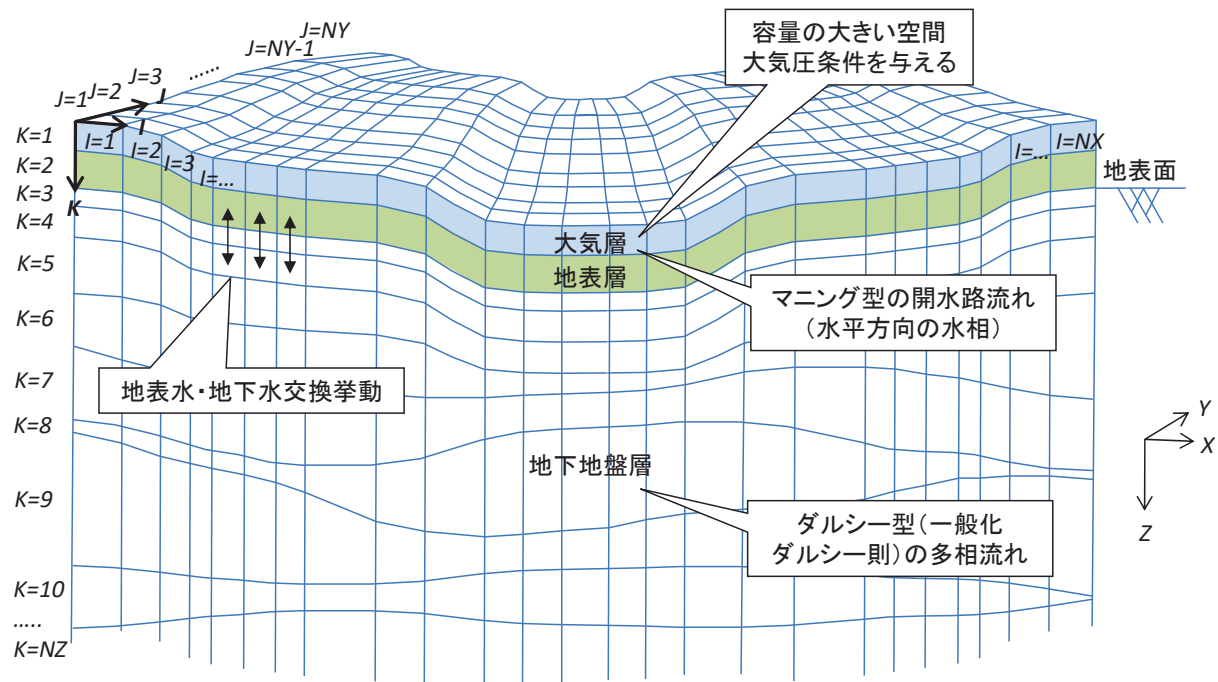 J=1
J=2
J=3
......
J=NY-1
J=NY
J
I
K
I=1
I=2
I=3
I=...
I=...
I=NX
K=1
K=2
K=3
K=4
K=5
K=6
K=7
K=8
K=9
K=10
.....
K=NZ
容量の大きい空間
大気圧条件を与える
地表面
大気層
地表層
マニング型の開水路流れ
（水平方向の水相）
地表水・地下水交換挙動
地下地盤層
ダルシー型（一般化
ダルシー則）の多相流れ
Y
X
Z